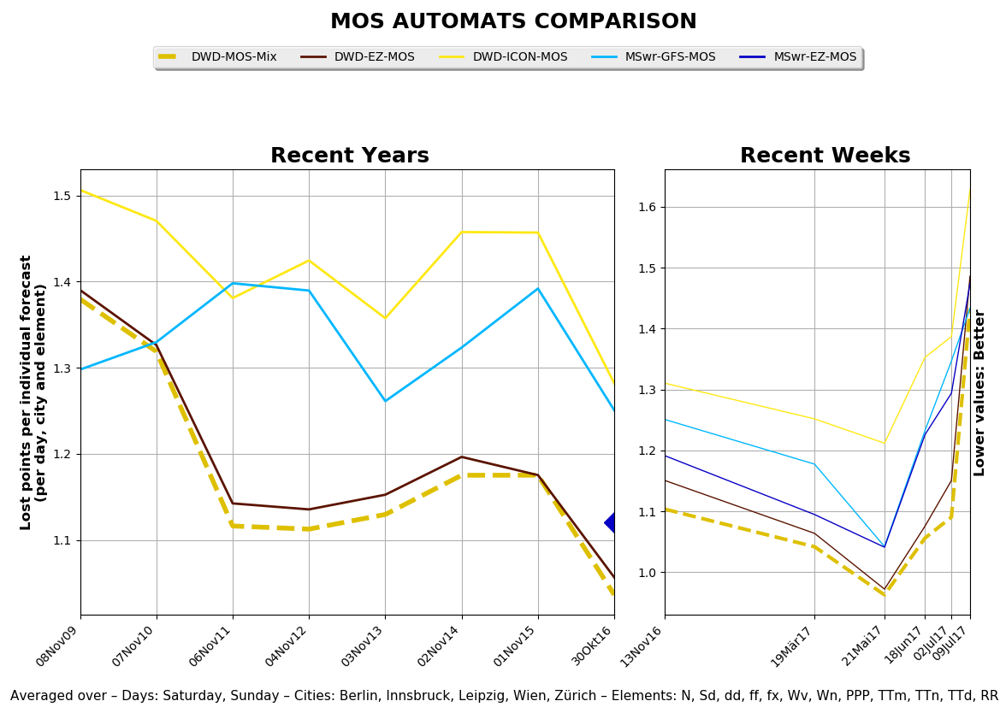 MOS AUTOMATS COMPARISON
DWD-MOS-Mix DWD-EZ-MOS DWD-ICON-MOS MSwr-GFS-MOS MSwr-EZ-MOS
Recent Years
Lost points per individual forecast
(per day, city and element)
1.5
1.4
1.3
1.2
1.1
08Nov09 07Nov10 06Nov11 04Nov12 03Nov13 02Nov14 01Nov15 30Okt16
Recent Weeks
1.6
1.5
1.4
1.3
1.2
1.1
1.0
13Nov16 19Mär17 21Mai17 18Jun17 02Jul17 09Jul17
Lower values: Better
Averaged over – Days: Saturday, Sunday – Cities: Berlin, Innsbruck, Leipzig, Wien, Zürich – Elements: N, Sd, dd, ff, fx, Wv, Wn, PPP, TTm, TTn, TTd, RR